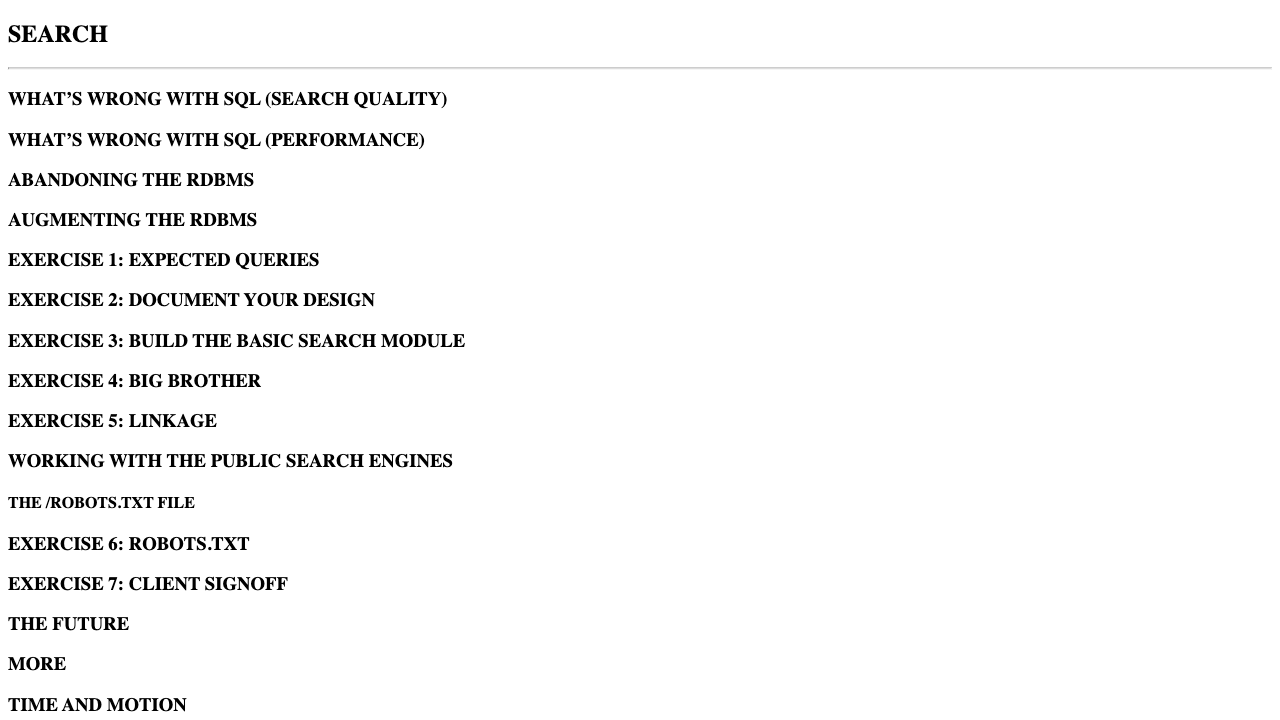 SEARCH
WHAT’S WRONG WITH SQL (SEARCH QUALITY)
WHAT’S WRONG WITH SQL (PERFORMANCE)
ABANDONING THE RDBMS
AUGMENTING THE RDBMS
EXERCISE 1: EXPECTED QUERIES
EXERCISE 2: DOCUMENT YOUR DESIGN
EXERCISE 3: BUILD THE BASIC SEARCH MODULE
EXERCISE 4: BIG BROTHER
EXERCISE 5: LINKAGE
WORKING WITH THE PUBLIC SEARCH ENGINES
THE /ROBOTS.TXT FILE
EXERCISE 6: ROBOTS.TXT
EXERCISE 7: CLIENT SIGNOFF
THE FUTURE
MORE
TIME AND MOTION